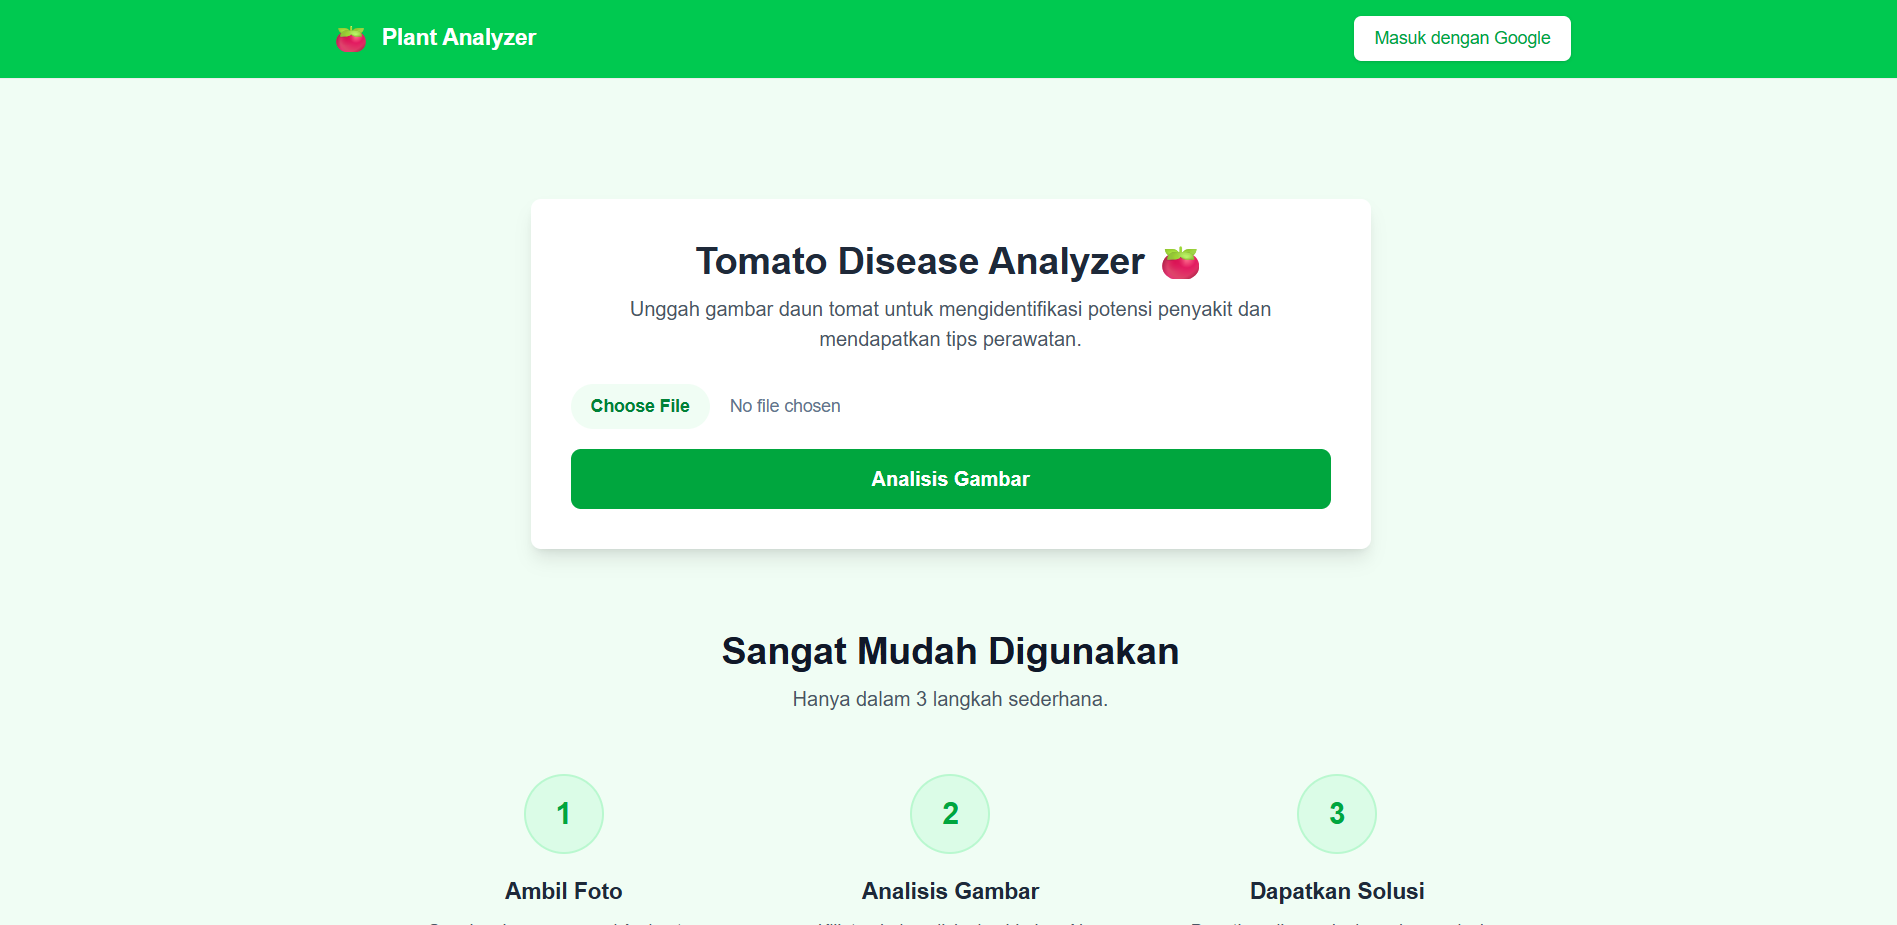 Plant Analyzer
Masuk dengan Google
Tomato Disease Analyzer
Unggah gambar daun tomat untuk mengidentifikasi potensi penyakit dan
mendapatkan tips perawatan.
Choose File No file chosen
Analisis Gambar
Sangat Mudah Digunakan
Hanya dalam 3 langkah sederhana.
1 2 3
Ambil Foto Analisis Gambar Dapatkan Solusi